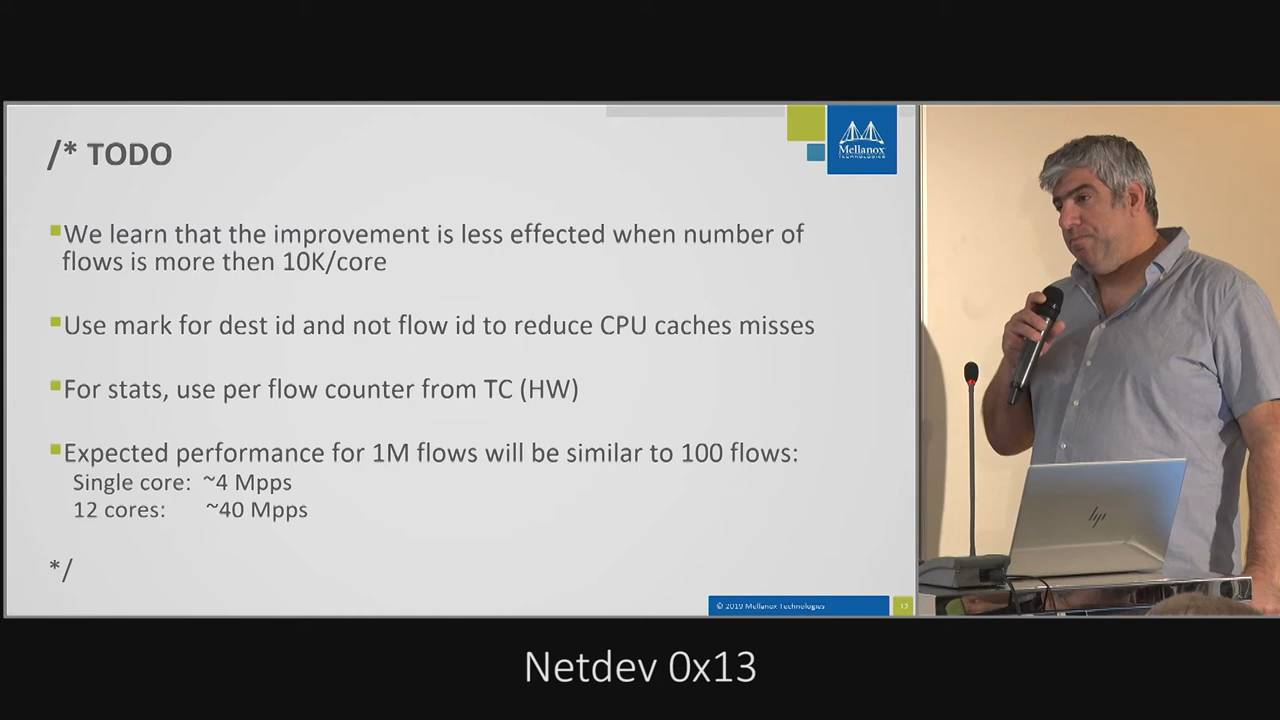 /* TODO
Mellanox
TECHNOLOGIES
We learn that the improvement is less effected when number of
flows is more then 10K/core
Use mark for dest id and not flow id to reduce CPU caches misses
For stats, use per flow counter from TC (HW)
Expected performance for 1M flows will be similar to 100 flows:
Single core: ~4 Mpps
12 cores: ~40 Mpps
*/
© 2019 Mellanox Technologies
hp
Netdev 0x13